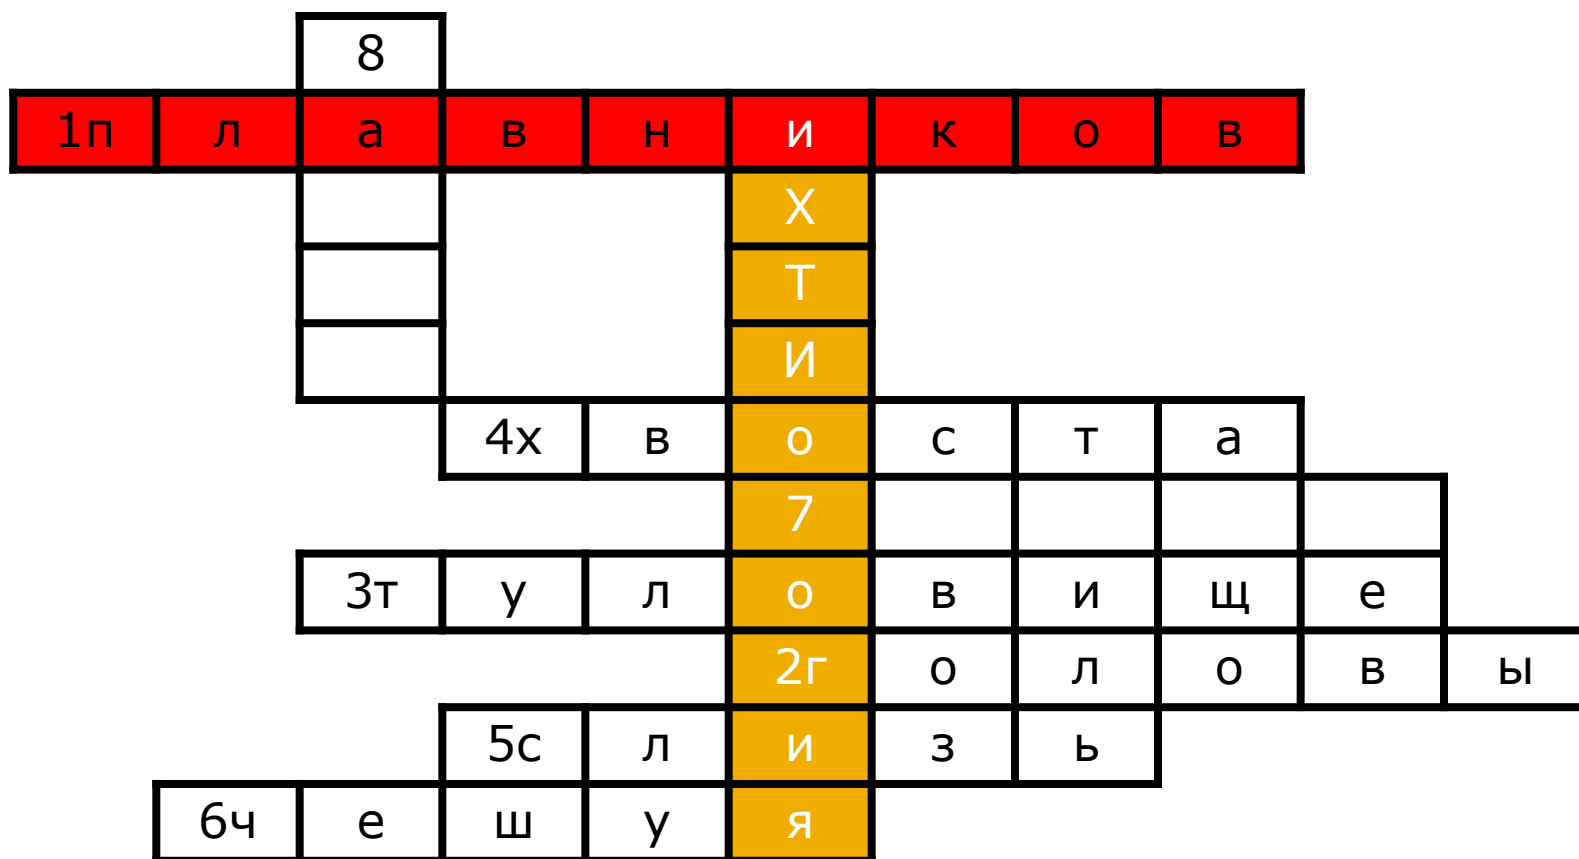 8
1п л а в н и к о в
Х
Т
И
4х в о с т а
7
3т у л о в и щ е
2г о л о в ы
5с л и з ь
6ч е ш у я